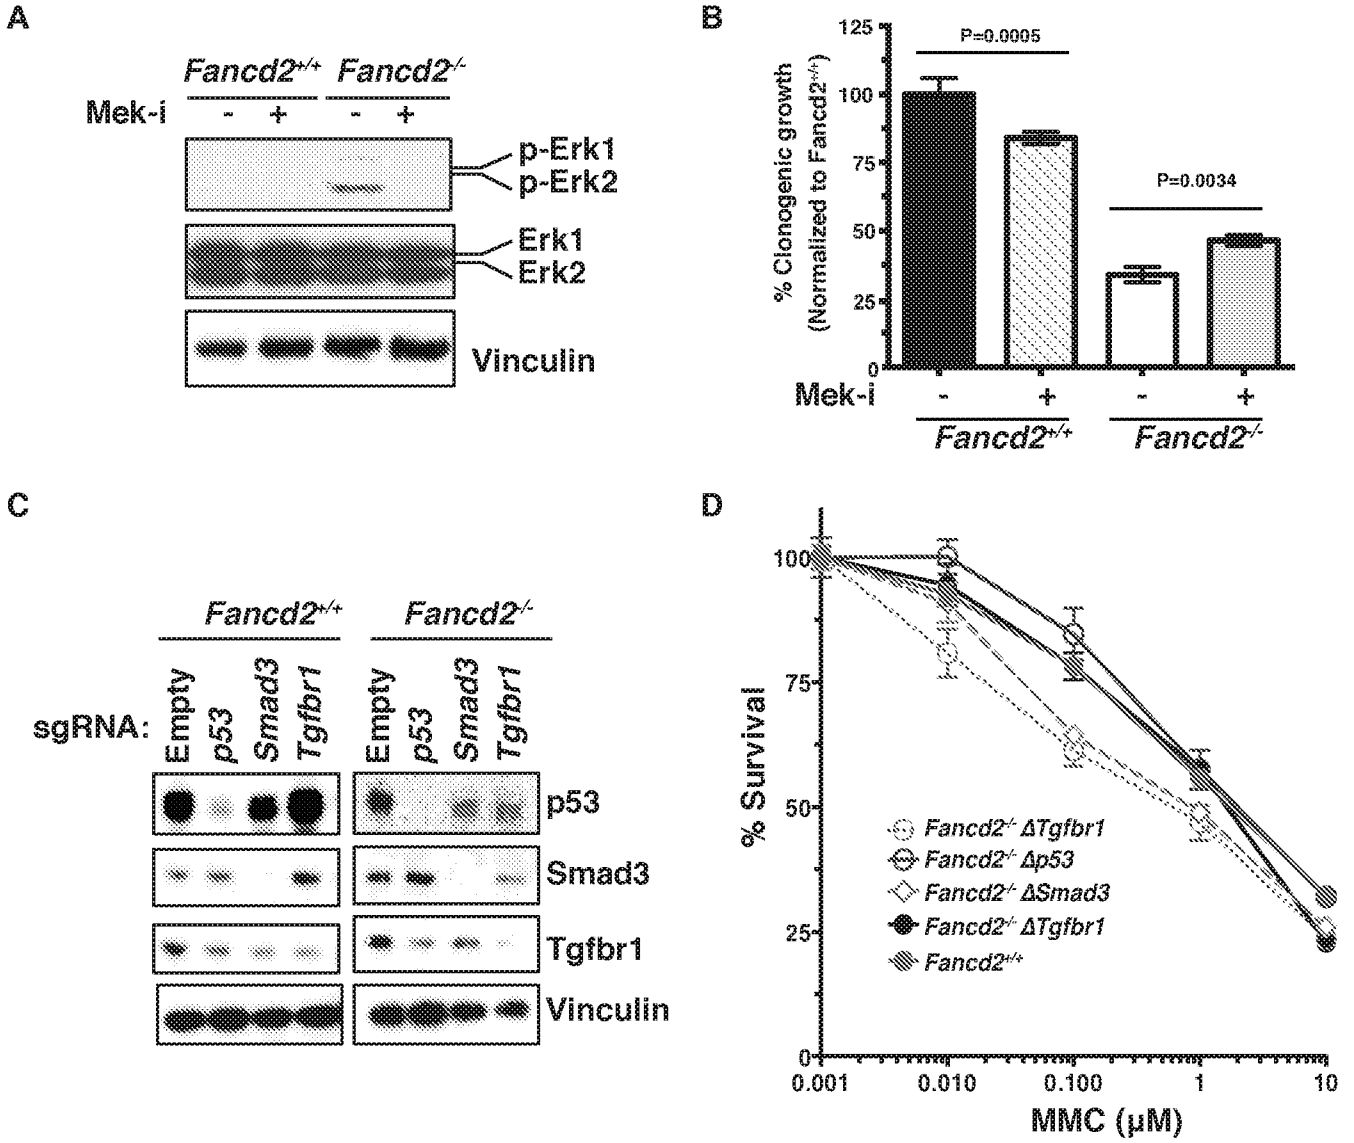 A
Fancd2+/+ Fancd2-/-
Mek-i - + - +
p-Erk1
p-Erk2
Erk1
Erk2
Vinculin
B
% Clonogenic growth
(Normalized to Fancd2+/+)
125
100
75
50
25
0
P=0.0005
P=0.0034
Mek-i - + - +
Fancd2+/+ Fancd2-/-
C
Fancd2+/+ Fancd2-/-
sgRNA: Empty p53 Smad3 Tgfbr1 Empty p53 Smad3 Tgfbr1
p53
Smad3
Tgfbr1
Vinculin
D
% Survival
100
75
50
25
0
Fancd2-/- ΔTgfbr1
Fancd2-/- Δp53
Fancd2-/- ΔSmad3
Fancd2-/- ΔTgfbr1
Fancd2+/+
0.001 0.010 0.100 1 10
MMC (μM)